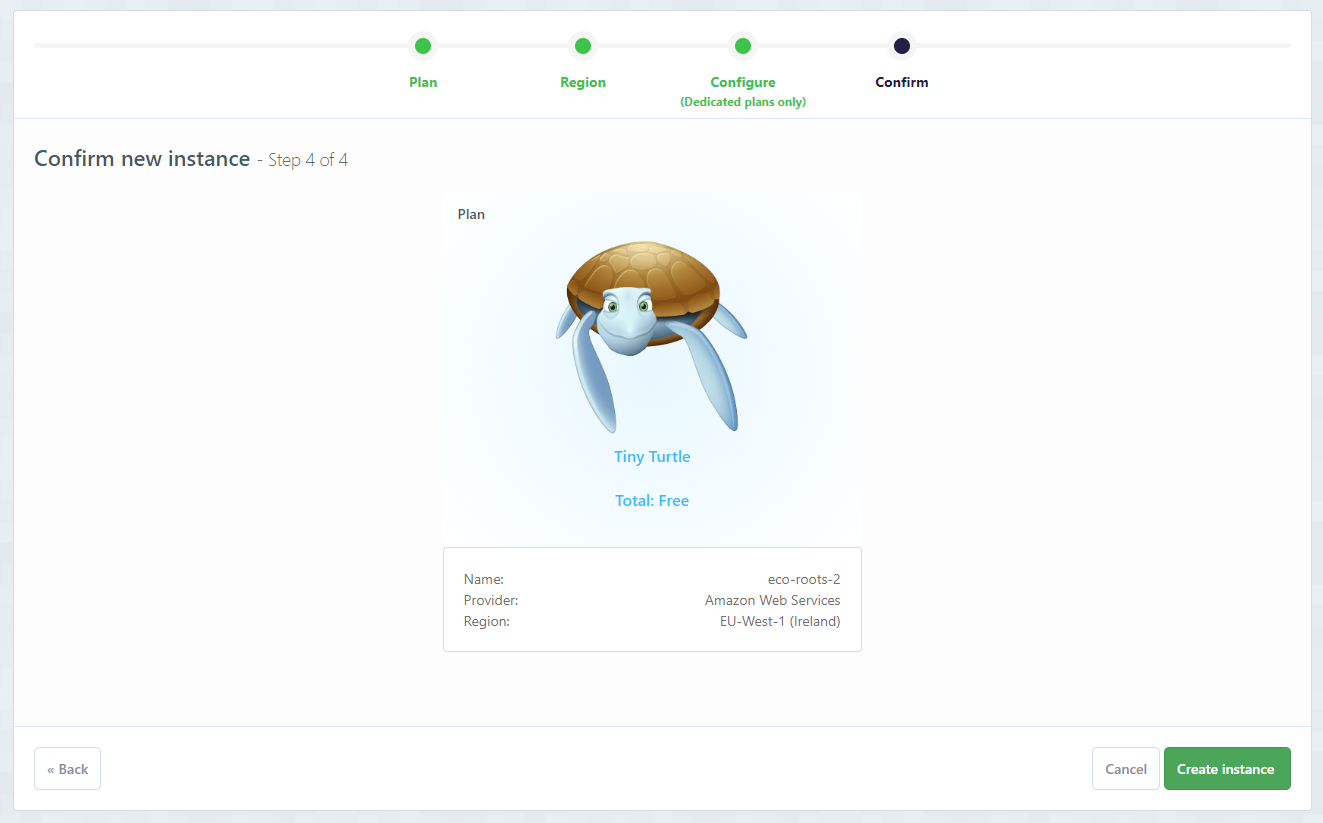 Plan
Region
Configure
(Dedicated plans only)
Confirm
Confirm new instance - Step 4 of 4
Plan
Tiny Turtle
Total: Free
Name: eco-roots-2
Provider: Amazon Web Services
Region: EU-West-1 (Ireland)
« Back
Cancel
Create instance